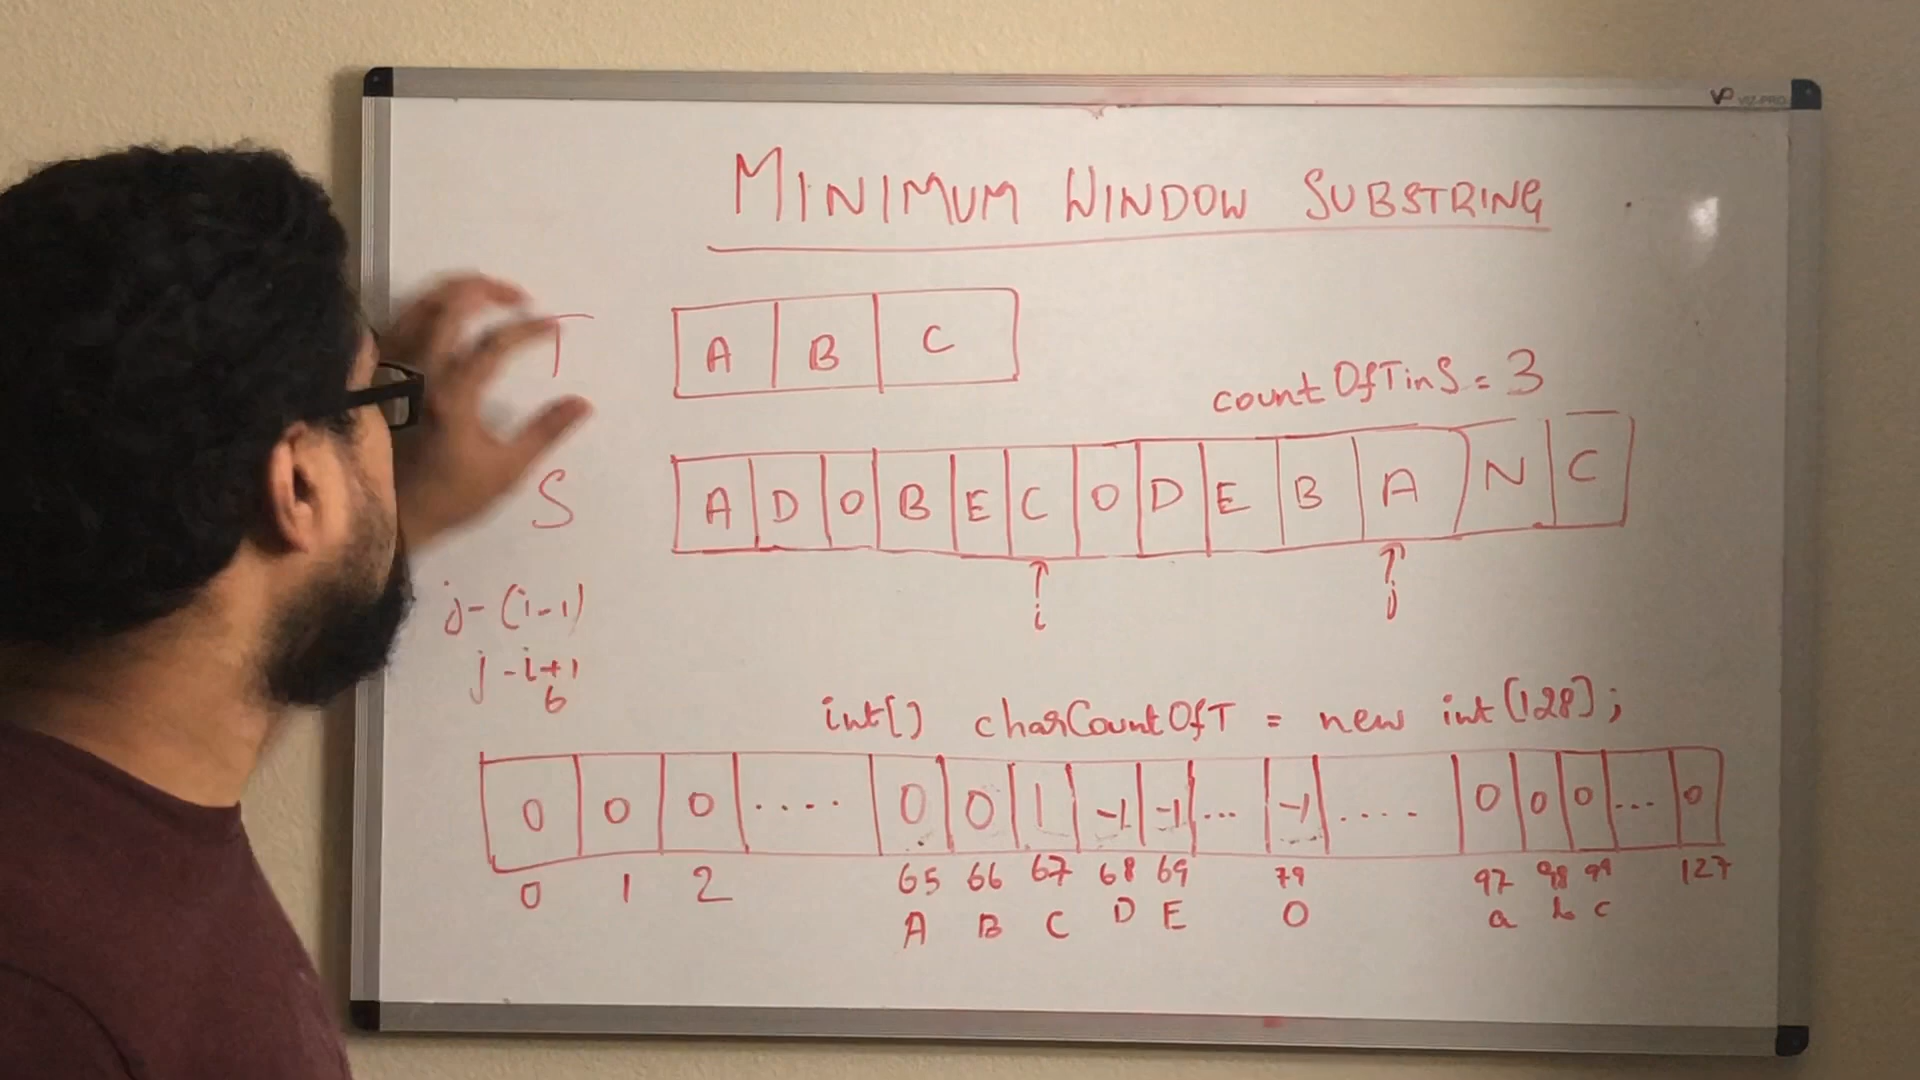 VIZ-PRO
MINIMUM WINDOW SUBSTRING
T A B C
countOfTinS = 3
S A D O B E C O D E B A N C
i j
j - (i-1)
j - i+1
6
int[] charCountOfT = new int[128];
0 0 0 .... 0 0 1 -1 -1 ... -1 .... 0 0 0 ... 0
0 1 2 65 66 67 68 69 79 97 98 99 127
A B C D E O a b c